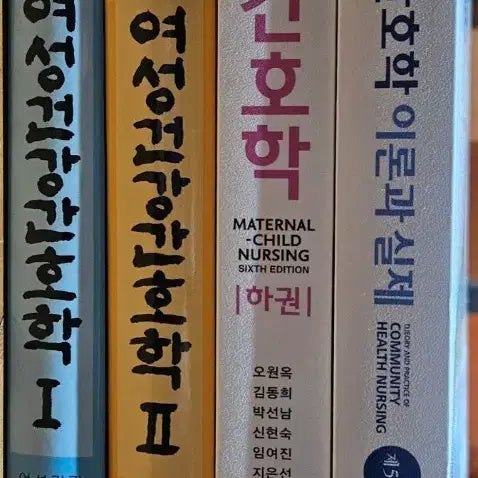 여성건강간호학 I
여성건강간호학 II
간호학
MATERNAL
-CHILD
NURSING
SIXTH EDITION
|하권|
오원옥
김동희
박선남
신현숙
임여진
지은선
간호학 이론과 실제
THEORY AND PRACTICE OF
COMMUNITY
HEALTH NURSING
제5